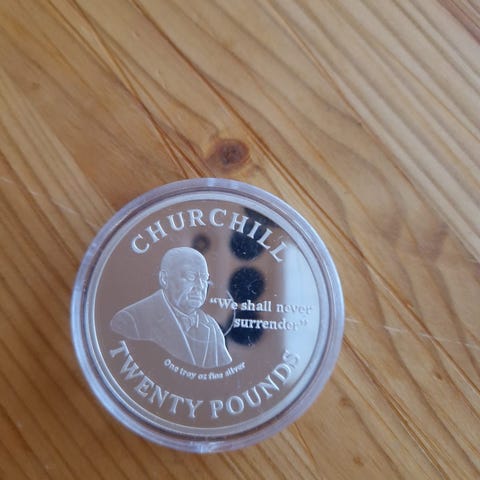 CHURCHILL
“We shall never
surrender”
One troy oz fine silver
TWENTY POUNDS